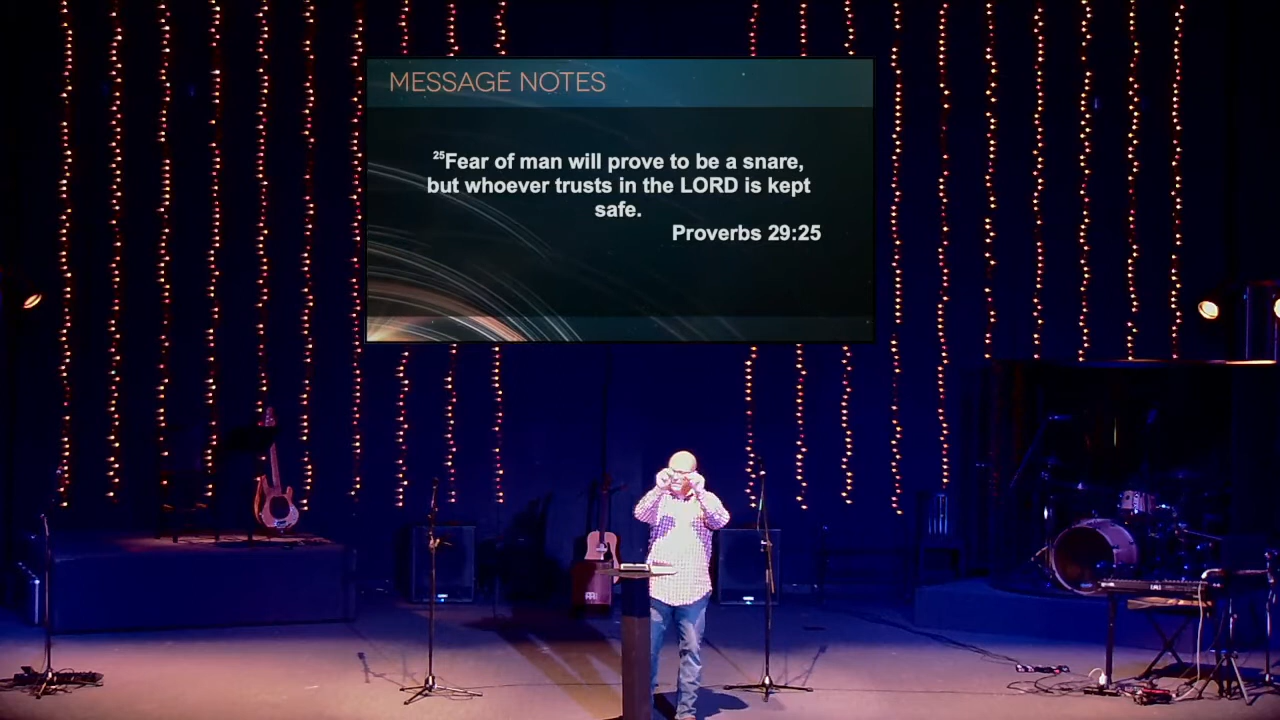 MESSAGE NOTES
25Fear of man will prove to be a snare,
but whoever trusts in the LORD is kept
safe.
Proverbs 29:25